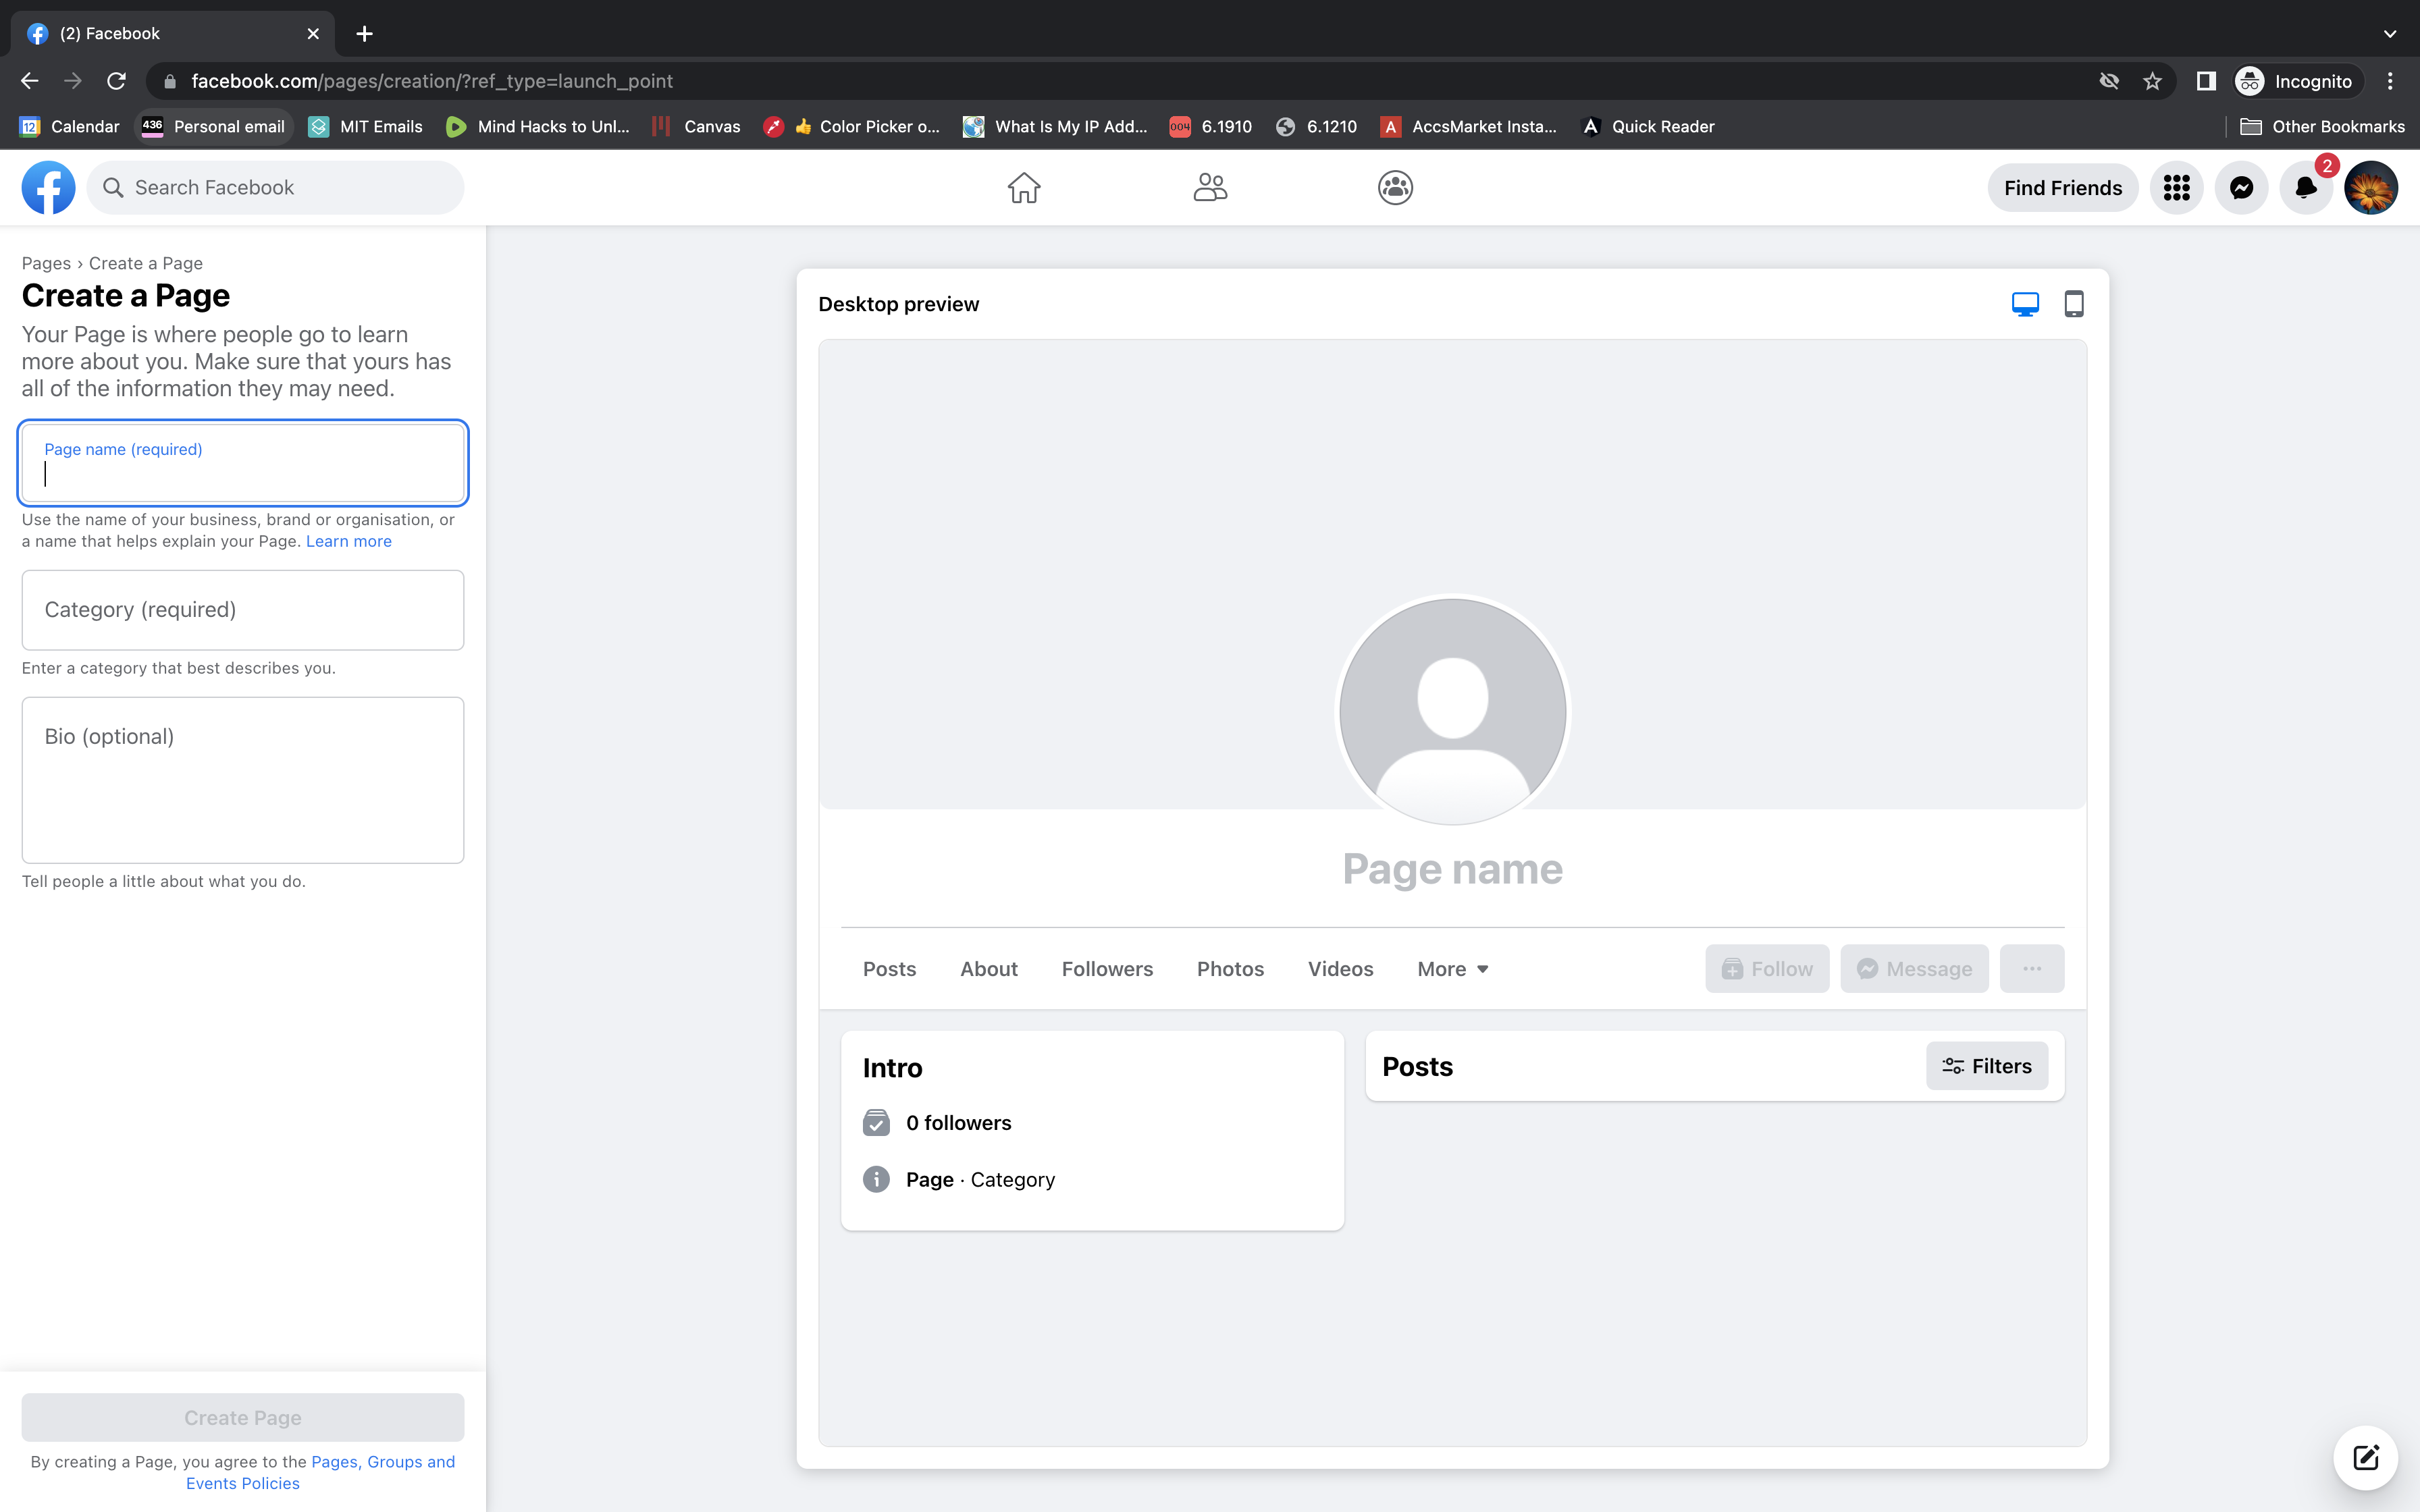 (2) Facebook
facebook.com/pages/creation/?ref_type=launch_point
Incognito
12 Calendar
436 Personal email
MIT Emails
Mind Hacks to Unl...
Canvas
👍 Color Picker o...
What Is My IP Add...
004 6.1910
6.1210
A AccsMarket Insta...
Quick Reader
Other Bookmarks
Search Facebook
Find Friends
2
Pages › Create a Page
Create a Page
Your Page is where people go to learn
more about you. Make sure that yours has
all of the information they may need.
Page name (required)
Use the name of your business, brand or organisation, or
a name that helps explain your Page. Learn more
Category (required)
Enter a category that best describes you.
Bio (optional)
Tell people a little about what you do.
Create Page
By creating a Page, you agree to the Pages, Groups and
Events Policies
Desktop preview
Page name
Posts About Followers Photos Videos More
Follow
Message
Intro
0 followers
Page · Category
Posts
Filters